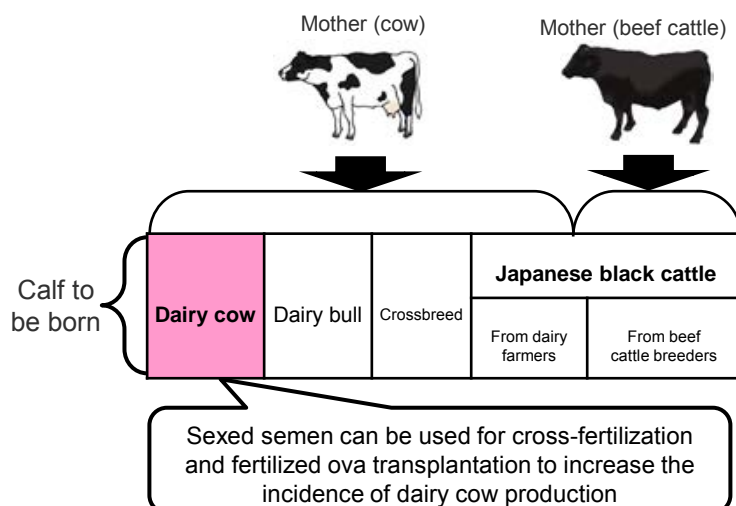 Mother (cow)
Mother (beef cattle)
Calf to
be born
Dairy cow
Dairy bull
Crossbreed
Japanese black cattle
From dairy
farmers
From beef
cattle breeders
Sexed semen can be used for cross-fertilization
and fertilized ova transplantation to increase the
incidence of dairy cow production